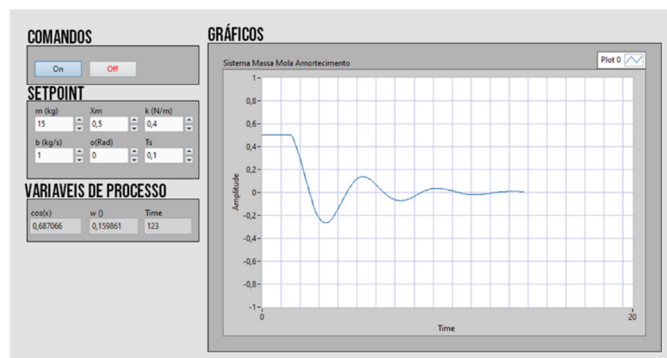 COMANDOS
On Off
SETPOINT
m (kg) Xm k (N/m)
15 0,5 0,4
b (kg/s) o(Rad) Ts
1 0 0,1
VARIAVEIS DE PROCESSO
cos(x) w () Time
0,687066 0,159861 123
GRÁFICOS
Sistema Massa Mola Amortecimento
Plot 0
Amplitude
1
0,8
0,6
0,4
0,2
0
-0,2
-0,4
-0,6
-0,8
-1
0 20
Time